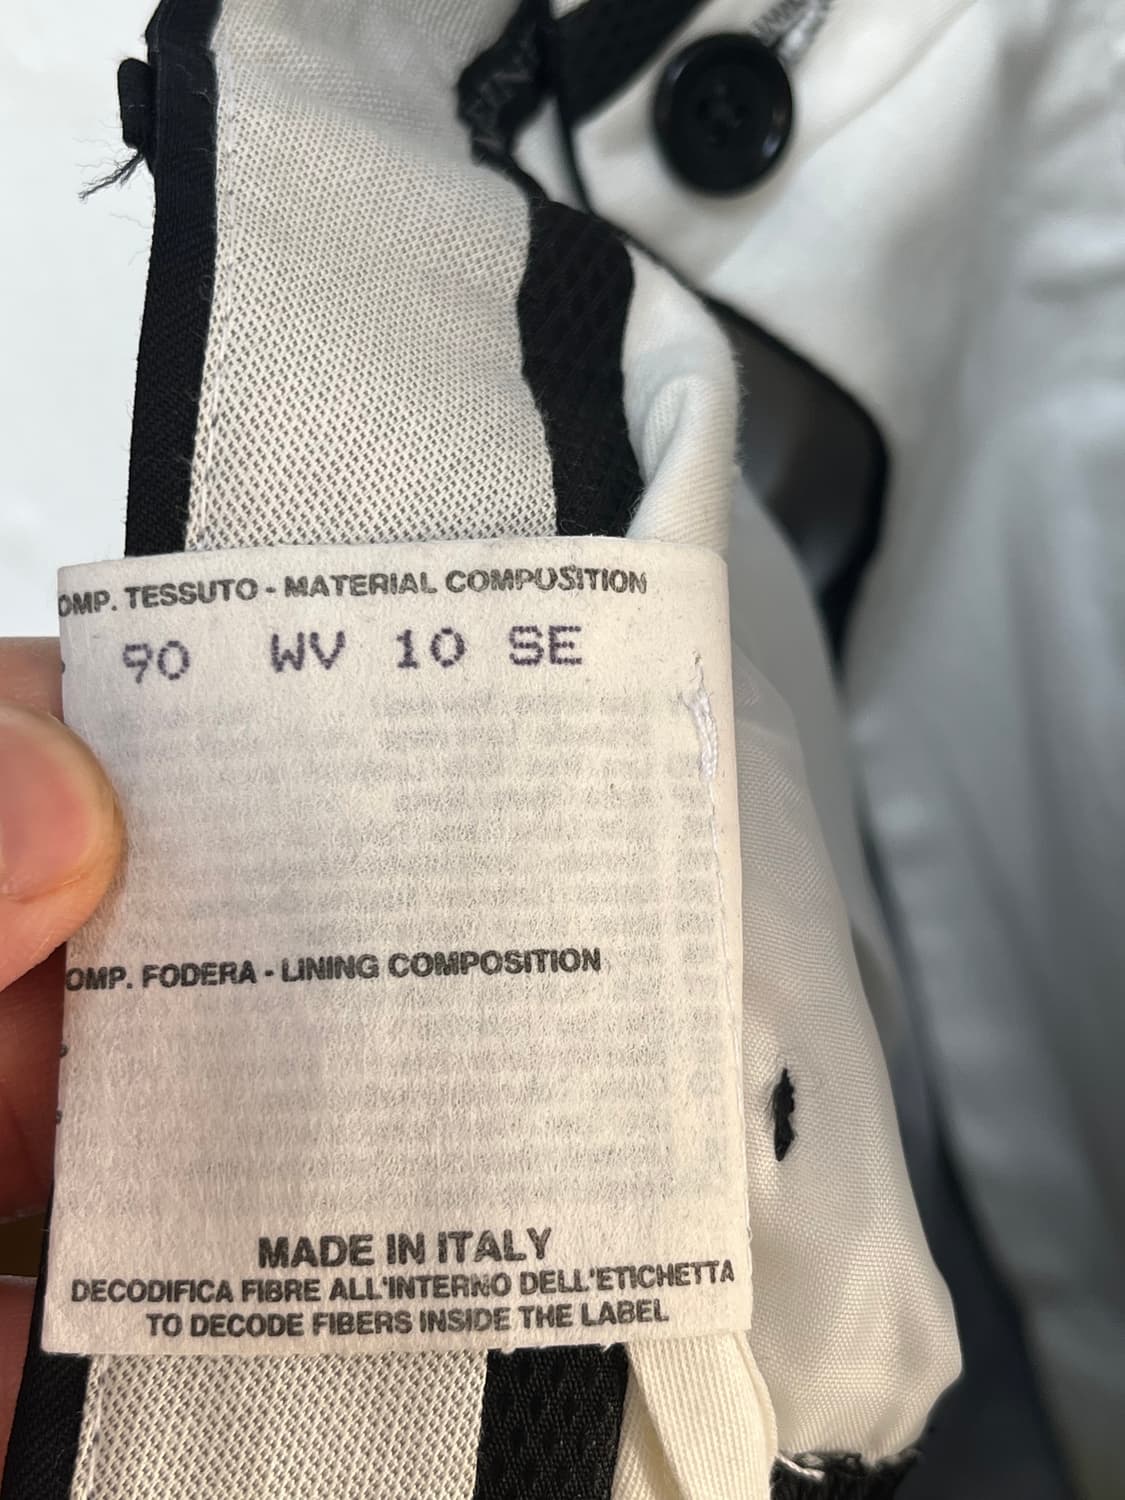 OMP. TESSUTO - MATERIAL COMPOSITION
90 WV 10 SE
OMP. FODERA - LINING COMPOSITION
MADE IN ITALY
DECODIFICA FIBRE ALL'INTERNO DELL'ETICHETTA
TO DECODE FIBERS INSIDE THE LABEL